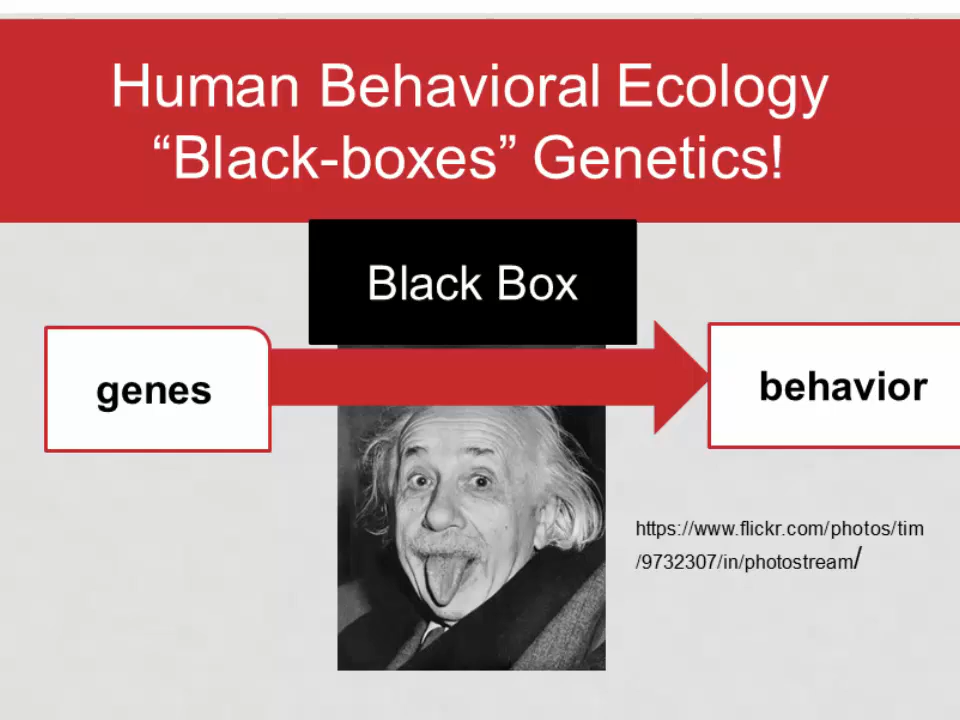 Human Behavioral Ecology
“Black-boxes” Genetics!
Black Box
genes
behavior
https://www.flickr.com/photos/tim
/9732307/in/photostream/